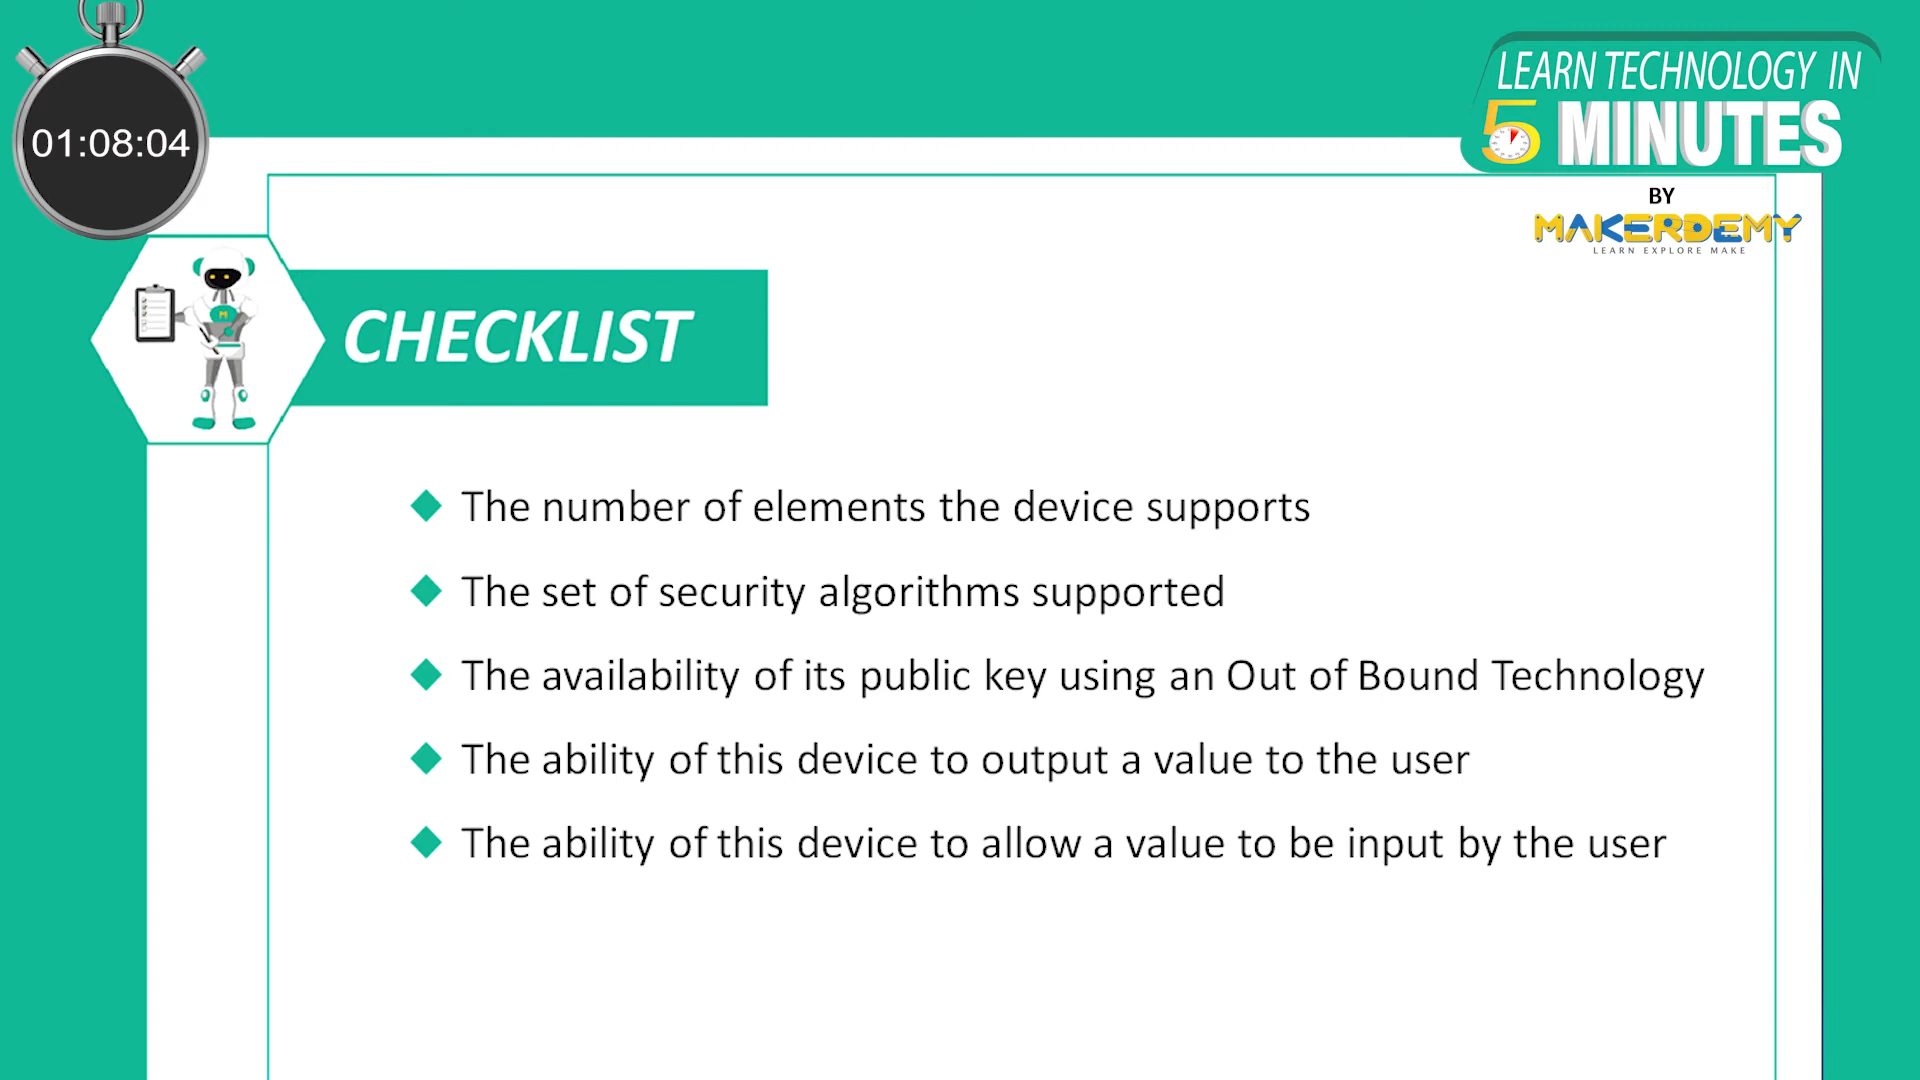 01:08:04
LEARN TECHNOLOGY IN
5 MINUTES
BY
MAKERDEMY
LEARN EXPLORE MAKE
M
CHECKLIST
The number of elements the device supports
The set of security algorithms supported
The availability of its public key using an Out of Bound Technology
The ability of this device to output a value to the user
The ability of this device to allow a value to be input by the user